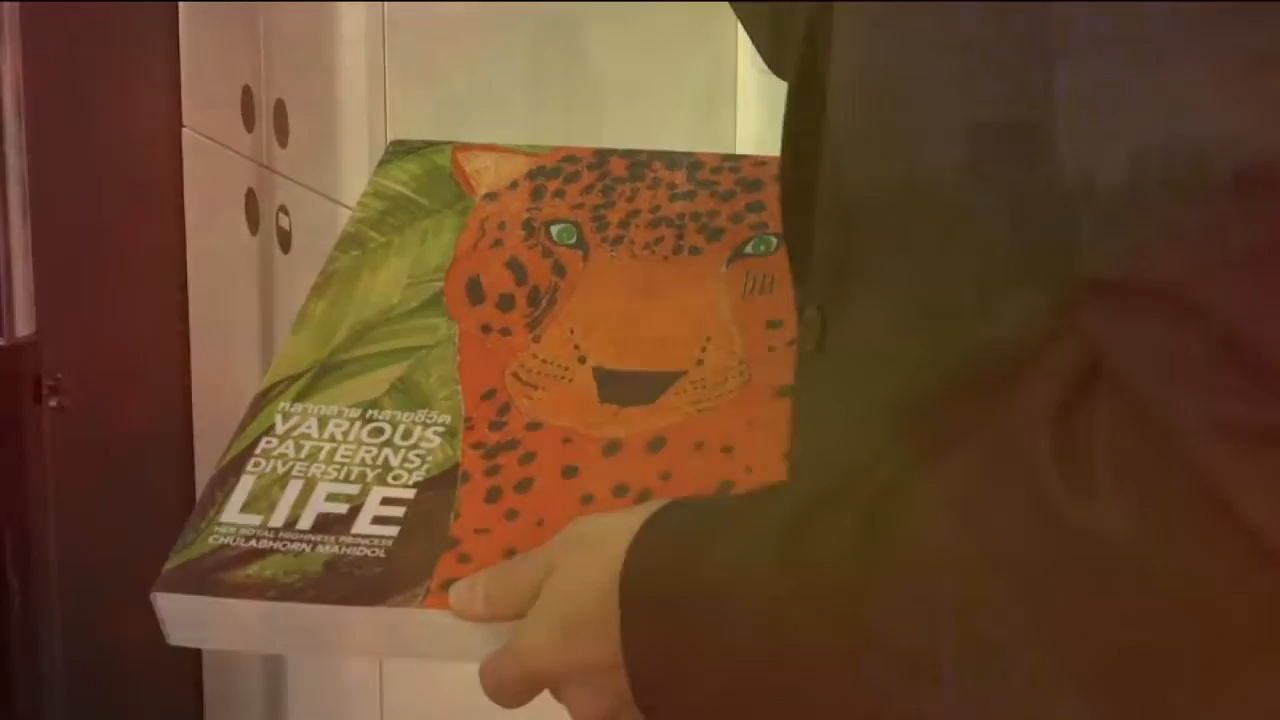 หลากลาย หลายชีวิต
VARIOUS
PATTERNS;
DIVERSITY OF
LIFE
HER ROYAL HIGHNESS PRINCESS
CHULABHORN MAHIDOL